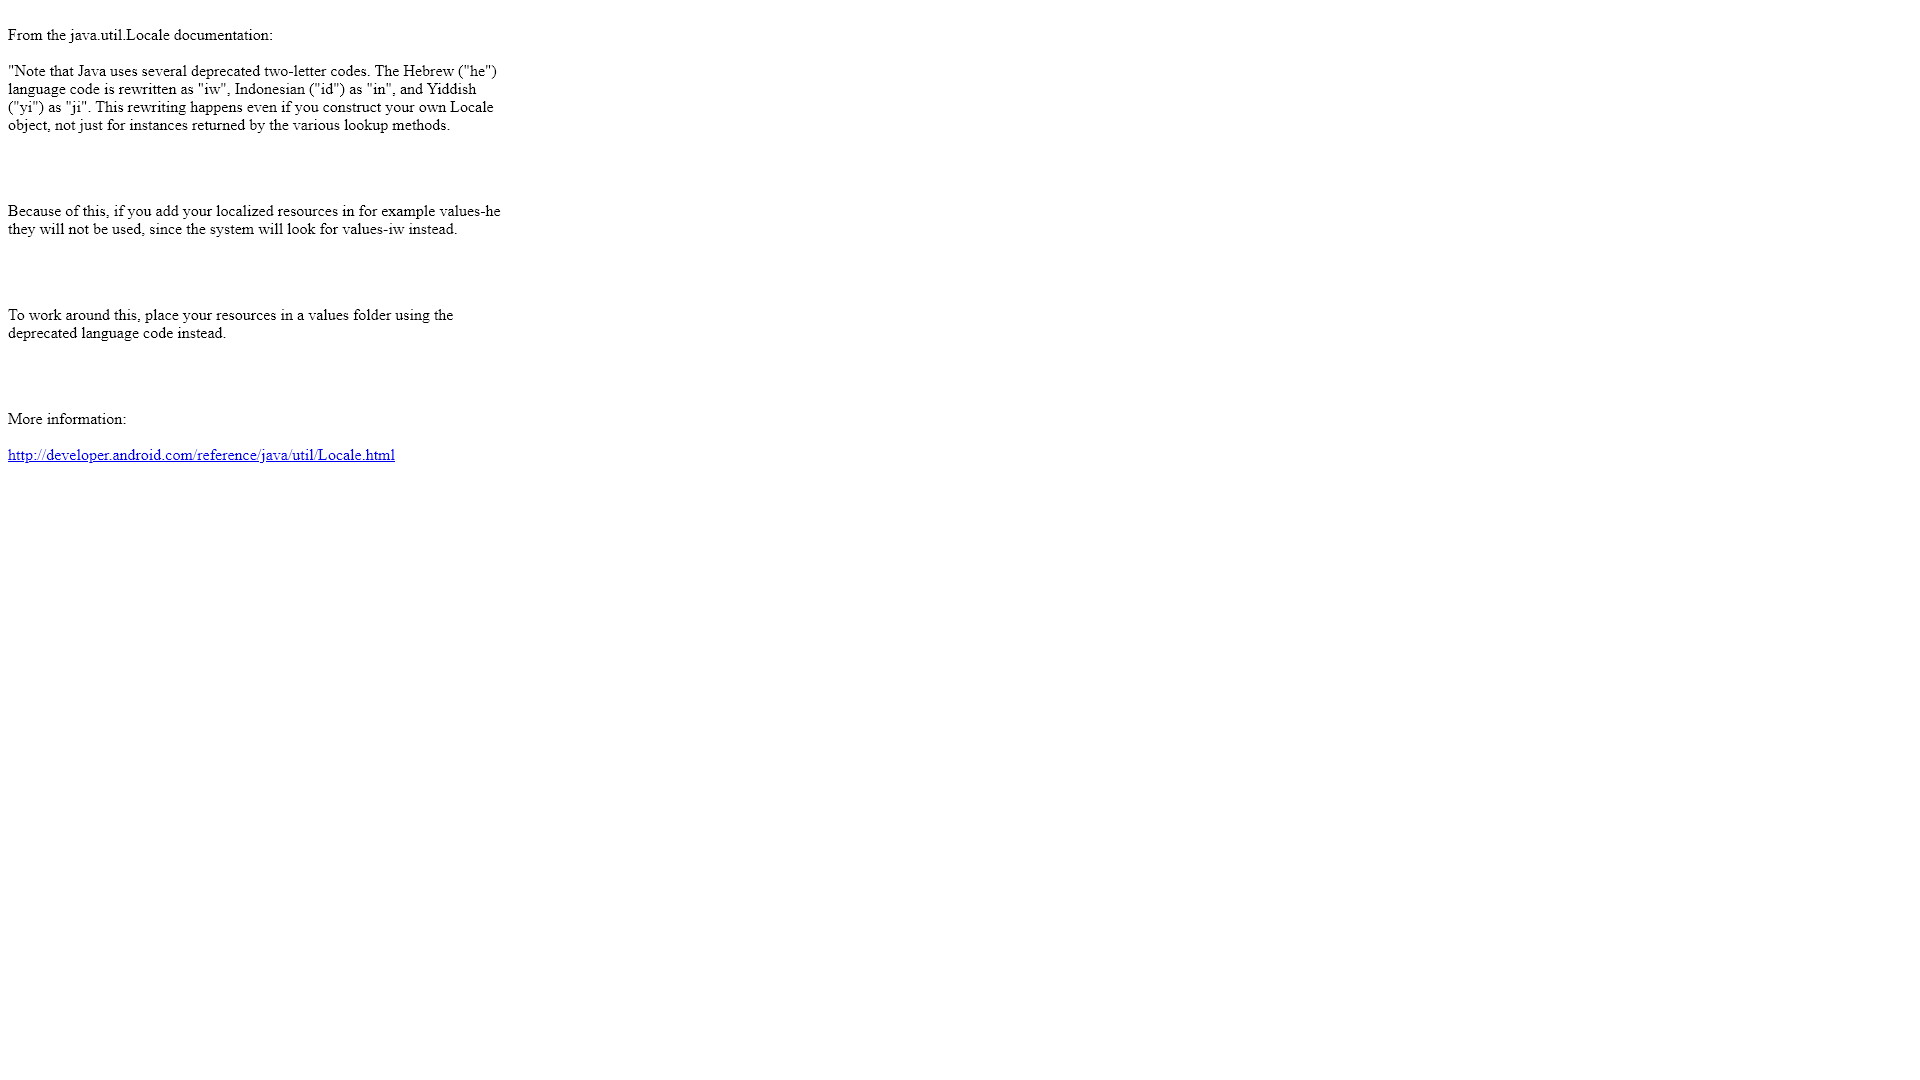 From the java.util.Locale documentation:
"Note that Java uses several deprecated two-letter codes. The Hebrew ("he")
language code is rewritten as "iw", Indonesian ("id") as "in", and Yiddish
("yi") as "ji". This rewriting happens even if you construct your own Locale
object, not just for instances returned by the various lookup methods.
Because of this, if you add your localized resources in for example values-he
they will not be used, since the system will look for values-iw instead.
To work around this, place your resources in a values folder using the
deprecated language code instead.
More information:
http://developer.android.com/reference/java/util/Locale.html